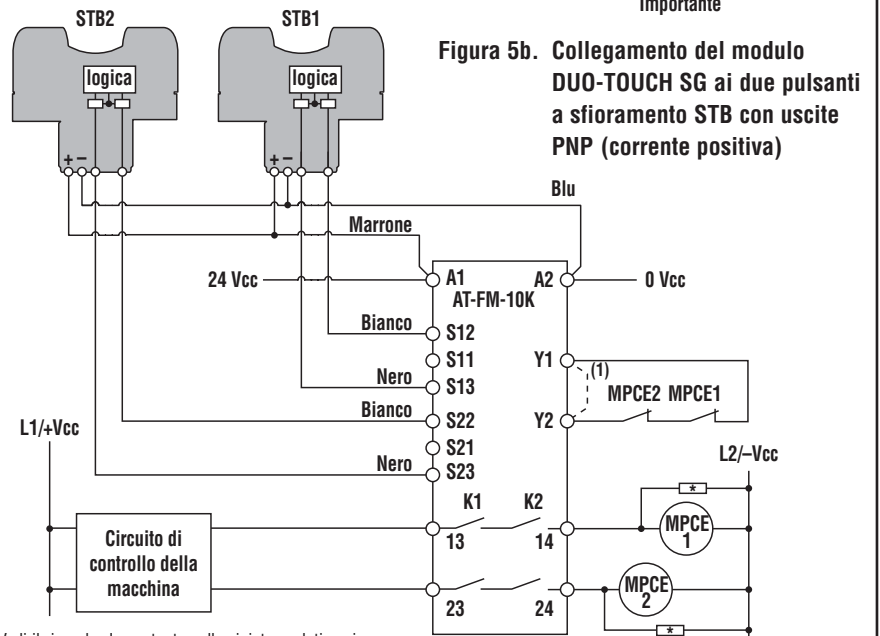 Importante
STB2
STB1
Figura 5b. Collegamento del modulo
DUO-TOUCH SG ai due pulsanti
a sfioramento STB con uscite
PNP (corrente positiva)
logica
logica
+ –
+ –
Blu
Marrone
24 Vcc
A1
A2
0 Vcc
AT-FM-10K
Bianco
S12
S11
Y1
(1)
Nero
S13
MPCE2 MPCE1
Bianco
S22
Y2
L1/+Vcc
S21
L2/–Vcc
Nero
S23
K1
K2
*
Circuito di
controllo della
macchina
13
14
MPCE
1
23
24
MPCE
2
*